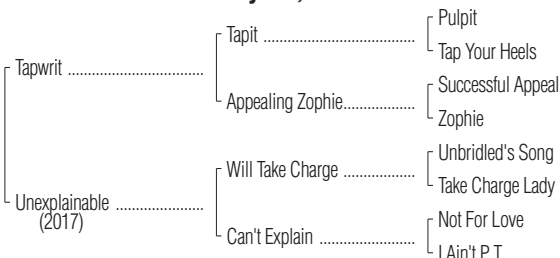 Pulpit
Tapit
Tap Your Heels
Tapwrit
Successful Appeal
Appealing Zophie
Zophie
Unbridled's Song
Will Take Charge
Take Charge Lady
Unexplainable
(2017)
Not For Love
Can't Explain
I Ain't P T